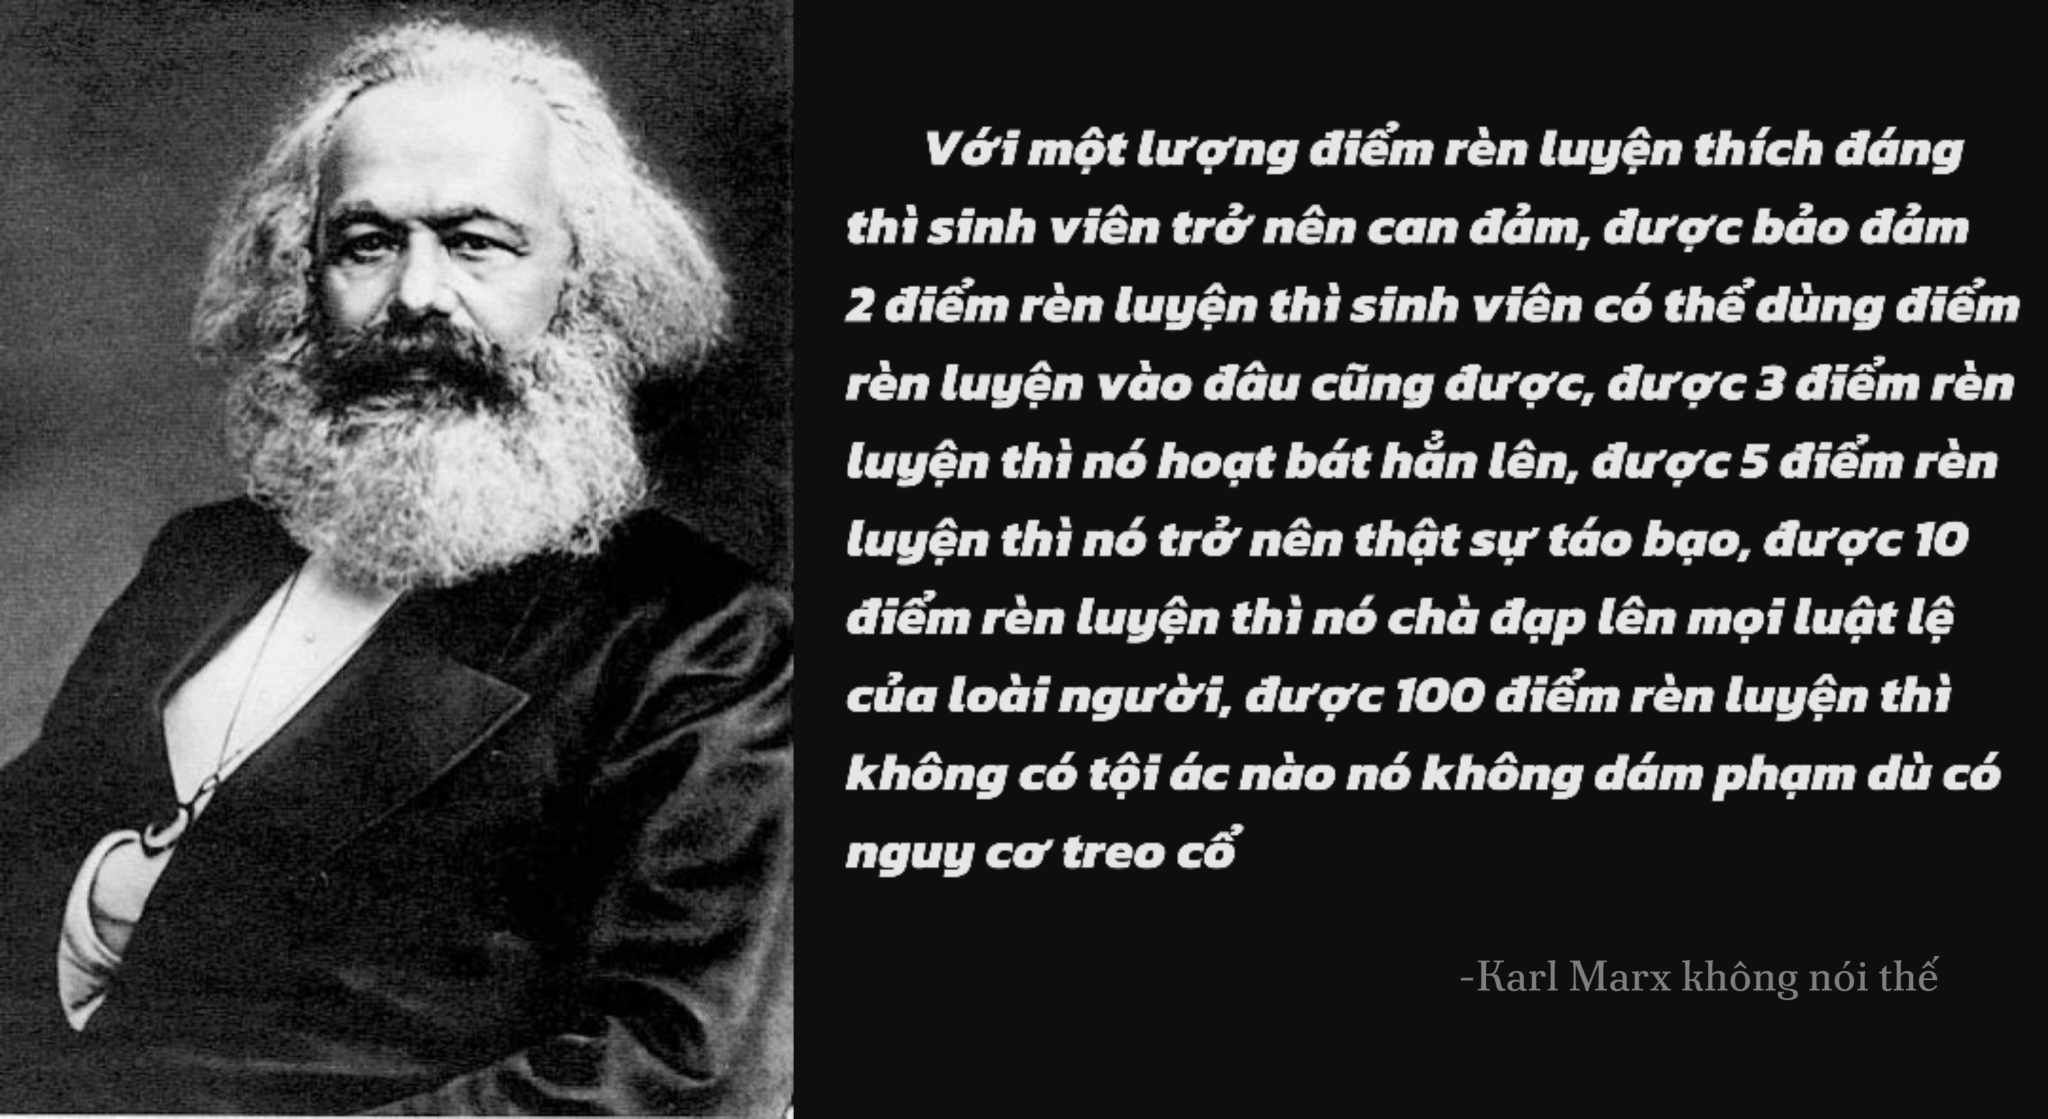 Với một lượng điểm rèn luyện thích đáng
thì sinh viên trở nên can đảm, được bảo đảm
2 điểm rèn luyện thì sinh viên có thể dùng điểm
rèn luyện vào đâu cũng được, được 3 điểm rèn
luyện thì nó hoạt bát hẳn lên, được 5 điểm rèn
luyện thì nó trở nên thật sự táo bạo, được 10
điểm rèn luyện thì nó chà đạp lên mọi luật lệ
của loài người, được 100 điểm rèn luyện thì
không có tội ác nào nó không dám phạm dù có
nguy cơ treo cổ
-Karl Marx không nói thế